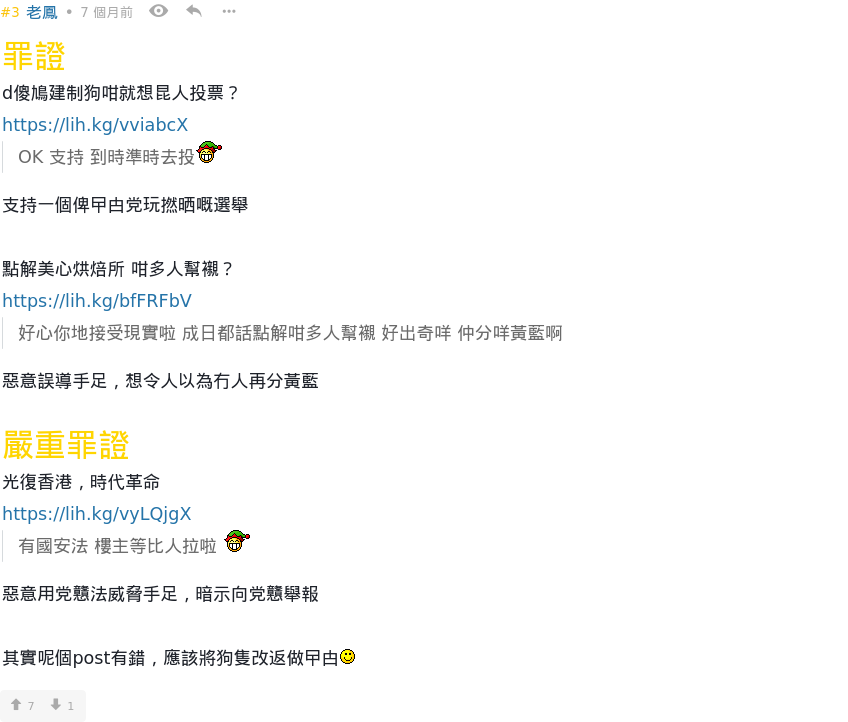 #3 老鳳 • 7 個月前
罪證
d傻鳩建制狗咁就想昆人投票？
https://lih.kg/vviabcX
OK 支持 到時準時去投
支持一個俾曱甴党玩撚晒嘅選舉
點解美心烘焙所 咁多人幫襯？
https://lih.kg/bfFRFbV
好心你地接受現實啦 成日都話點解咁多人幫襯 好出奇咩 仲分咩黃藍啊
惡意誤導手足，想令人以為冇人再分黃藍
嚴重罪證
光復香港，時代革命
https://lih.kg/vyLQjgX
有國安法 樓主等比人拉啦
惡意用党戇法威脅手足，暗示向党戇舉報
其實呢個post有錯，應該將狗隻改返做曱甴
7 1